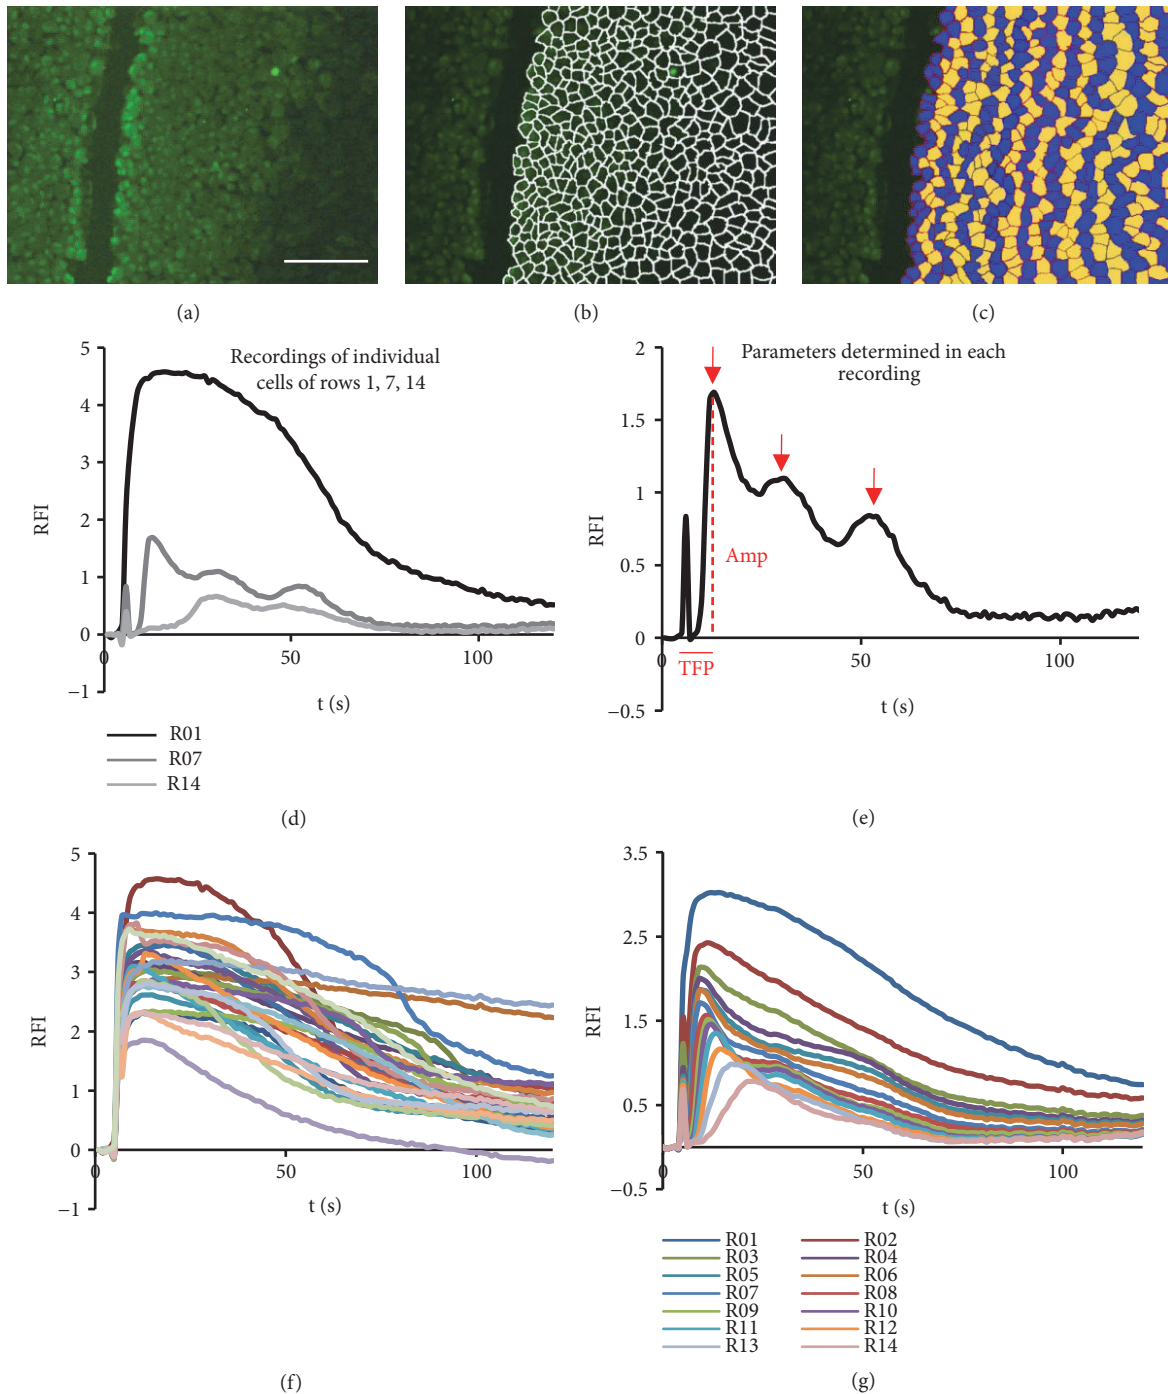 (a)
(b)
(c)
Recordings of individual
cells of rows 1, 7, 14
5
4
3
2
1
0
−1
RFI
0
50
100
t (s)
R01
R07
R14
(d)
Parameters determined in each
recording
2
1.5
1
0.5
0
−0.5
RFI
Amp
TFP
0
50
100
t (s)
(e)
5
4
3
2
1
0
−1
RFI
0
50
100
t (s)
(f)
3.5
2.5
1.5
0.5
−0.5
RFI
0
50
100
t (s)
R01
R02
R03
R04
R05
R06
R07
R08
R09
R10
R11
R12
R13
R14
(g)